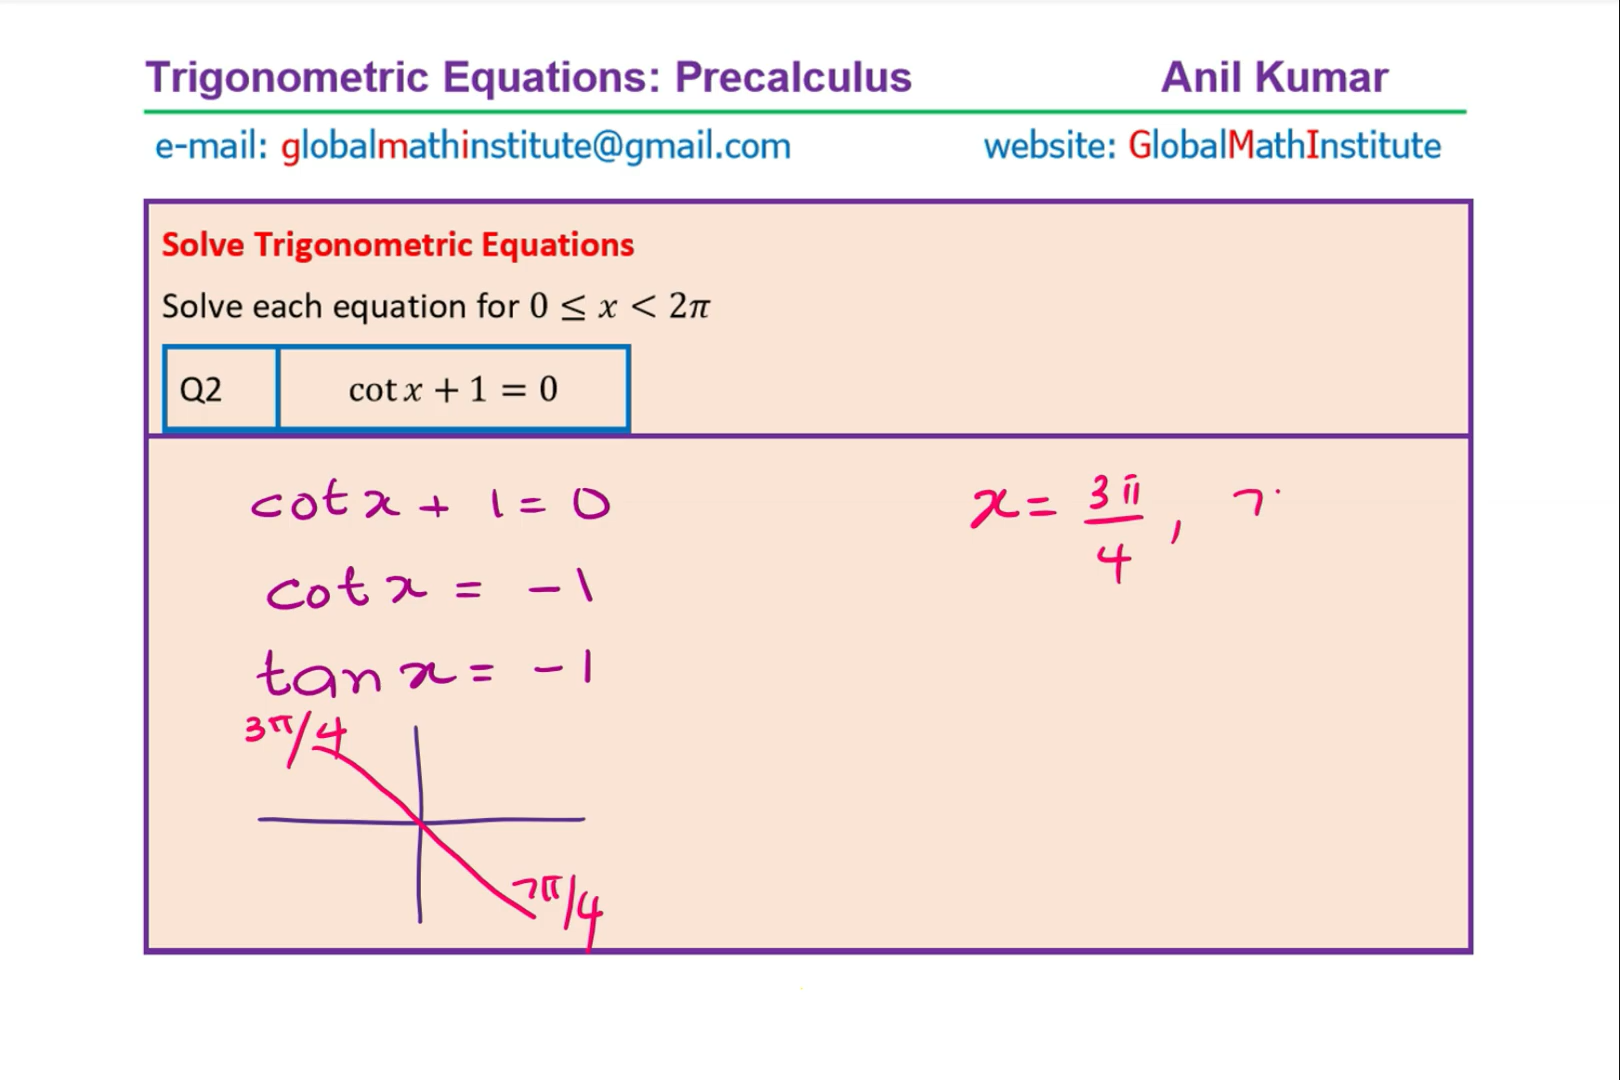 Trigonometric Equations: Precalculus Anil Kumar
e-mail: globalmathinstitute@gmail.com website: GlobalMathInstitute
Solve Trigonometric Equations
Solve each equation for 0 ≤ x < 2π
Q2 cot x + 1 = 0
cot x + 1 = 0
cot x = -1
tan x = -1
3π/4
7π/4
x = 3π/4, 7